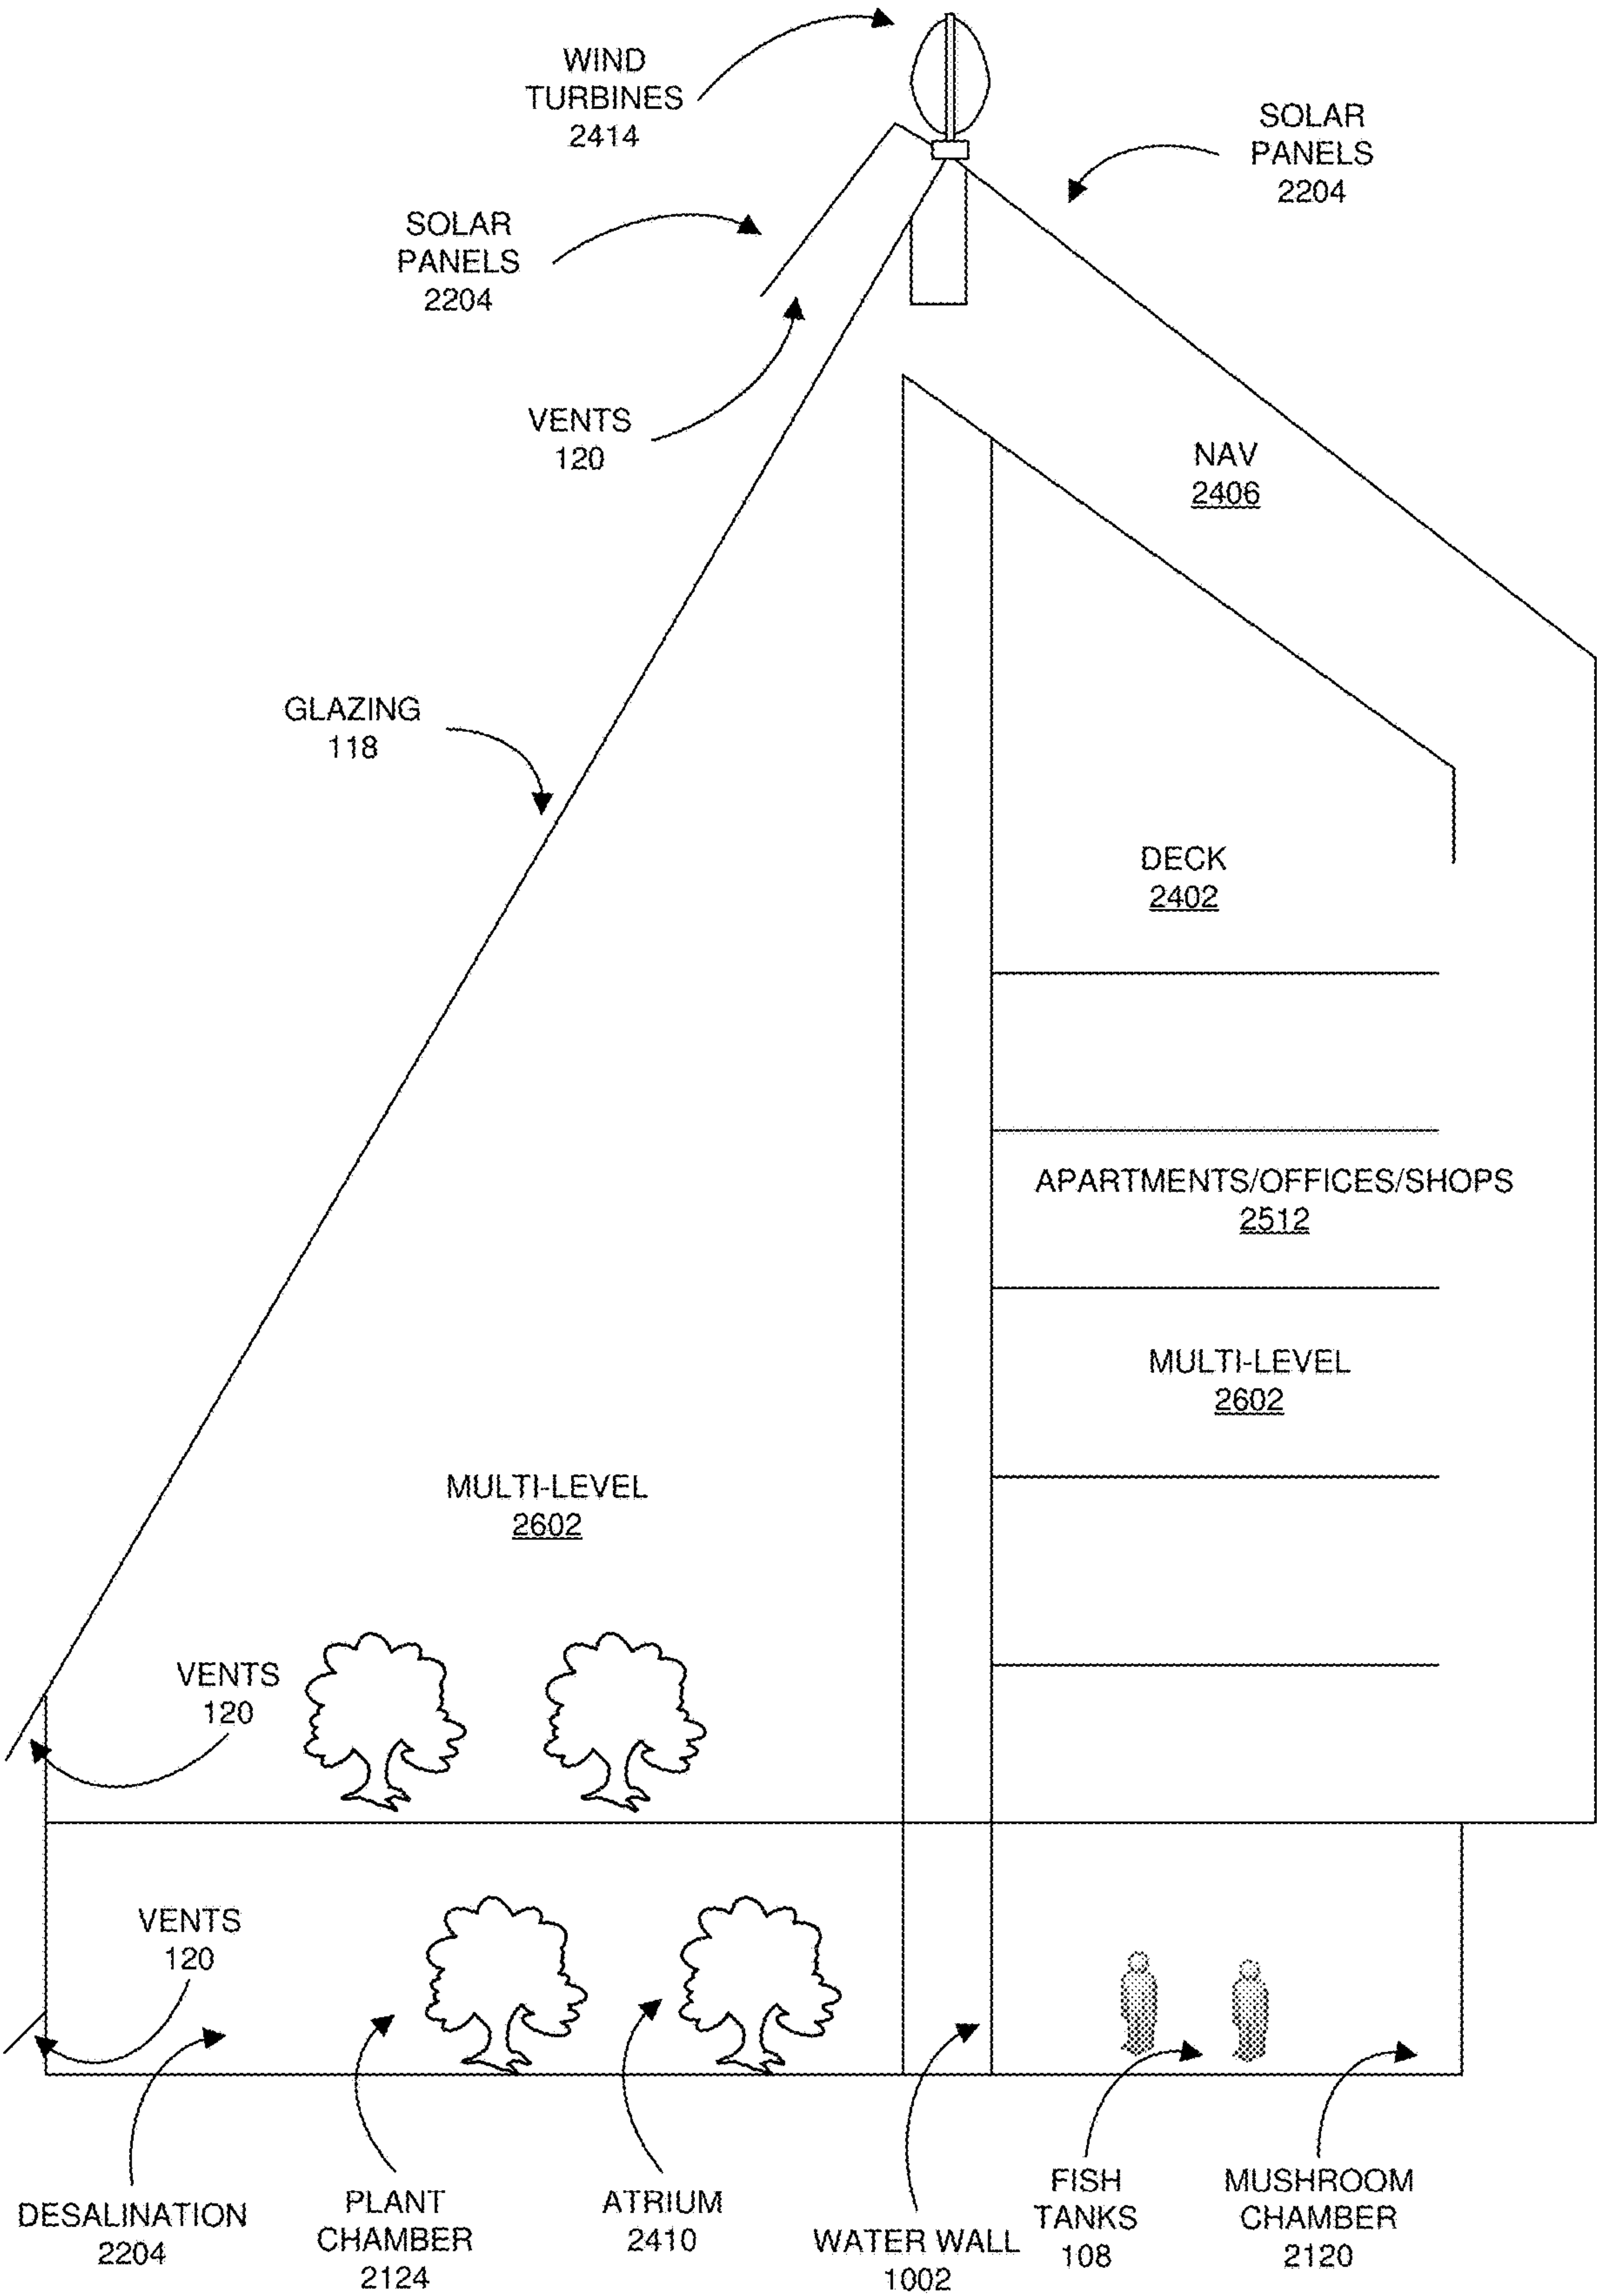 WIND
TURBINES
2414
SOLAR
PANELS
2204
SOLAR
PANELS
2204
VENTS
120
NAV
2406
GLAZING
118
DECK
2402
APARTMENTS/OFFICES/SHOPS
2512
MULTI-LEVEL
2602
MULTI-LEVEL
2602
VENTS
120
VENTS
120
DESALINATION
2204
PLANT
CHAMBER
2124
ATRIUM
2410
WATER WALL
1002
FISH
TANKS
108
MUSHROOM
CHAMBER
2120